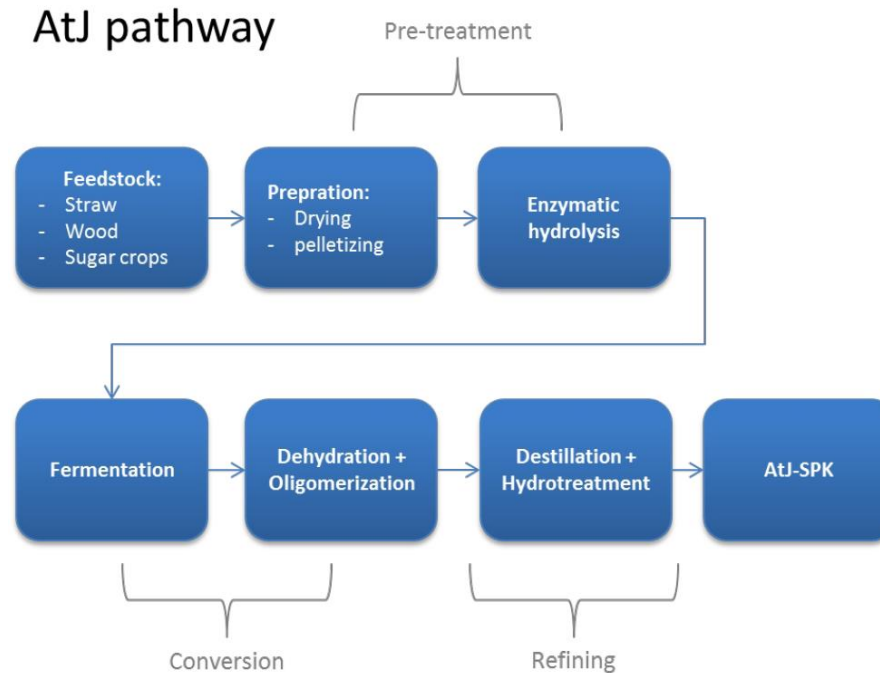 AtJ pathway
Pre-treatment
Feedstock:
- Straw
- Wood
- Sugar crops
Prepration:
- Drying
- pelletizing
Enzymatic
hydrolysis
Fermentation
Dehydration +
Oligomerization
Destillation +
Hydrotreatment
AtJ-SPK
Conversion
Refining